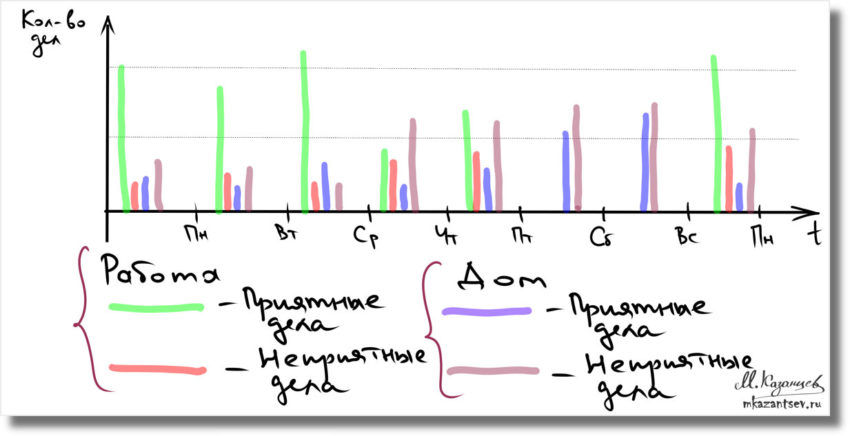 Кол-во
дел
Пн
Вт
Ср
Чт
Пт
Сб
Вс
Пн
t
Работа
Дом
– Приятные
дела
– Приятные
дела
– Неприятные
дела
– Неприятные
дела
М. Казанцев
mkazantsev.ru